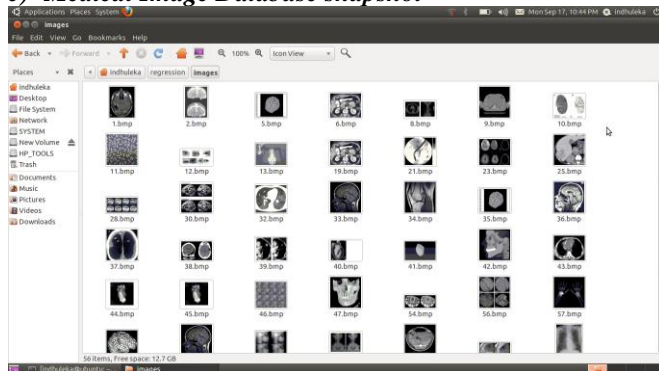 Medical Image Database snapshot
Applications Places System
Mon Sep 17, 10:44 PM indhuleka
images
File Edit View Go Bookmarks Help
Back Forward 100% Icon View
Places indhuleka regression images
indhuleka
Desktop
File System
Network
SYSTEM
New Volume
HP_TOOLS
Trash
Documents
Music
Pictures
Videos
Downloads
1.bmp 2.bmp 5.bmp 6.bmp 8.bmp 9.bmp 10.bmp
11.bmp 12.bmp 13.bmp 19.bmp 21.bmp 23.bmp 25.bmp
28.bmp 30.bmp 32.bmp 33.bmp 34.bmp 35.bmp 36.bmp
37.bmp 38.bmp 39.bmp 40.bmp 41.bmp 42.bmp 43.bmp
44.bmp 45.bmp 46.bmp 47.bmp 54.bmp 56.bmp 57.bmp
56 items, Free space: 12.7 GB
images